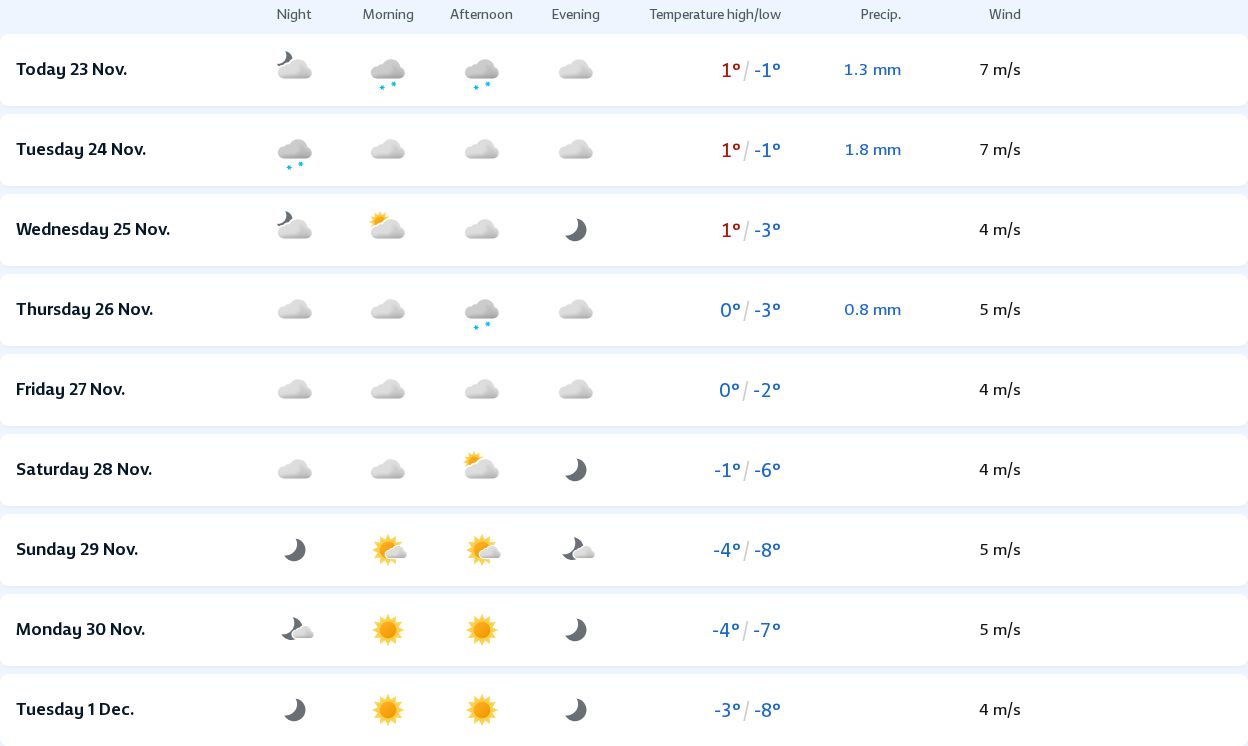 Night Morning Afternoon Evening Temperature high/low Precip. Wind
Today 23 Nov. 1°/ -1° 1.3 mm 7 m/s
Tuesday 24 Nov. 1°/ -1° 1.8 mm 7 m/s
Wednesday 25 Nov. 1°/ -3° 4 m/s
Thursday 26 Nov. 0°/ -3° 0.8 mm 5 m/s
Friday 27 Nov. 0°/ -2° 4 m/s
Saturday 28 Nov. -1°/ -6° 4 m/s
Sunday 29 Nov. -4°/ -8° 5 m/s
Monday 30 Nov. -4°/ -7° 5 m/s
Tuesday 1 Dec. -3°/ -8° 4 m/s